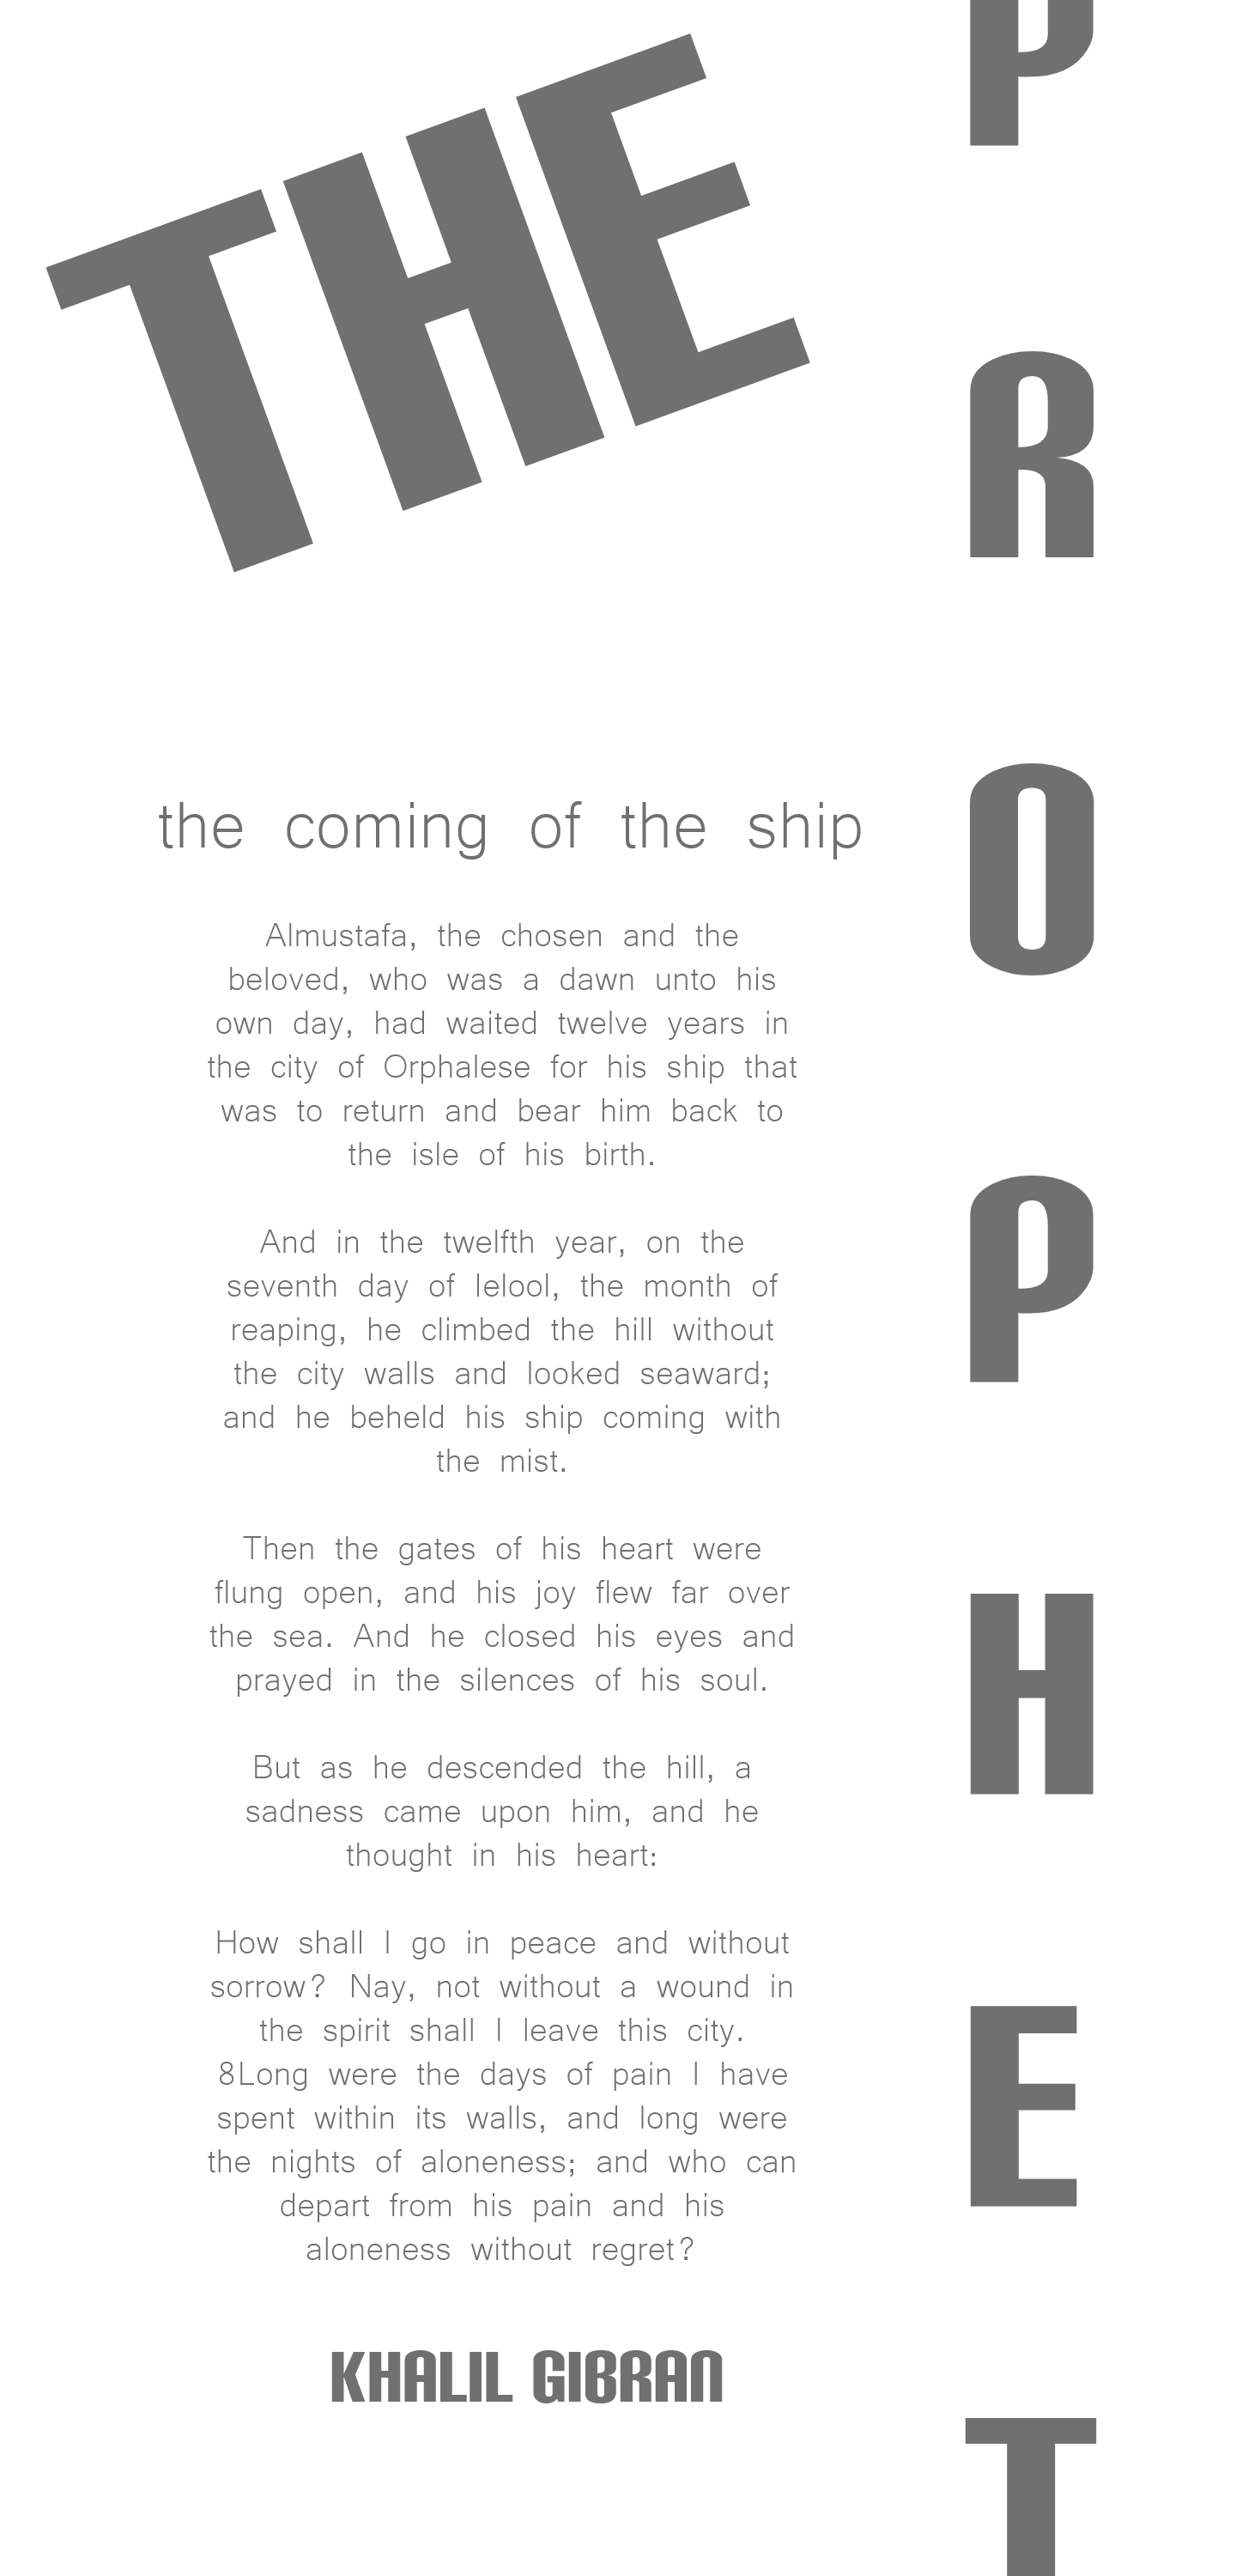 THE
PROPHET
the coming of the ship
Almustafa, the chosen and the
beloved, who was a dawn unto his
own day, had waited twelve years in
the city of Orphalese for his ship that
was to return and bear him back to
the isle of his birth.
And in the twelfth year, on the
seventh day of Ielool, the month of
reaping, he climbed the hill without
the city walls and looked seaward;
and he beheld his ship coming with
the mist.
Then the gates of his heart were
flung open, and his joy flew far over
the sea. And he closed his eyes and
prayed in the silences of his soul.
But as he descended the hill, a
sadness came upon him, and he
thought in his heart:
How shall I go in peace and without
sorrow? Nay, not without a wound in
the spirit shall I leave this city.
8Long were the days of pain I have
spent within its walls, and long were
the nights of aloneness; and who can
depart from his pain and his
aloneness without regret?
KHALIL GIBRAN